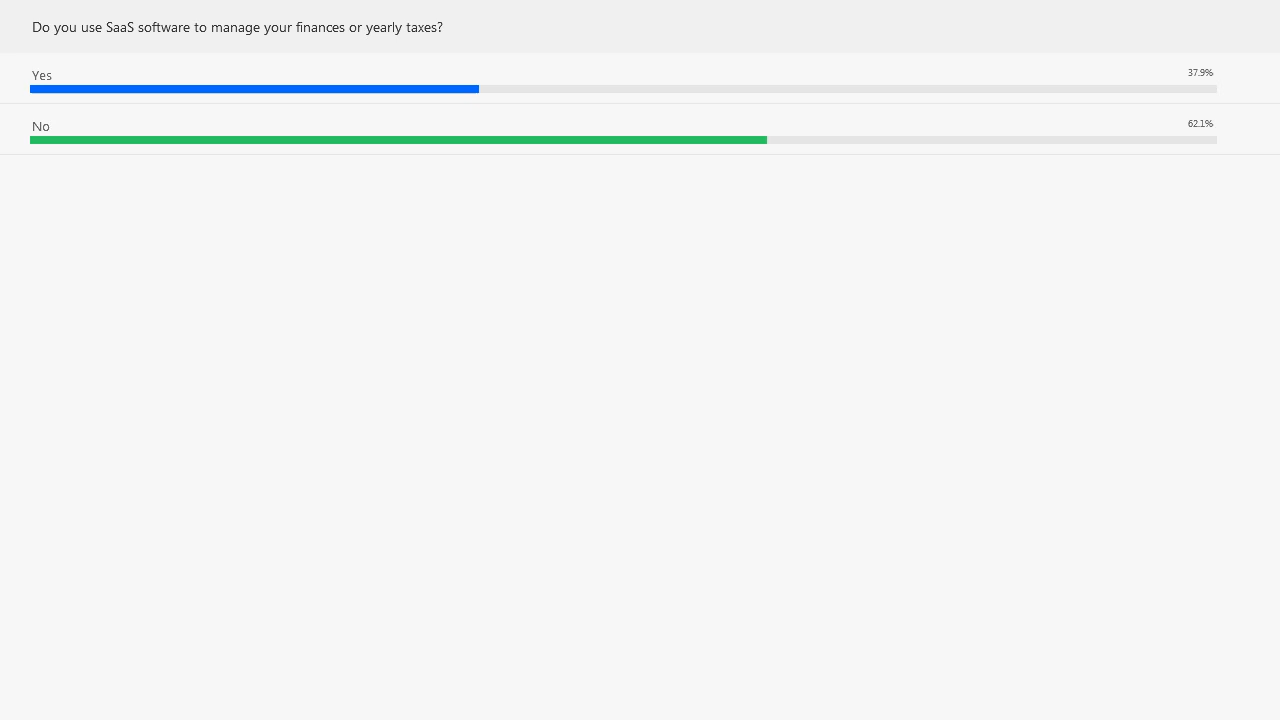 Do you use SaaS software to manage your finances or yearly taxes?
Yes
37.9%
No
62.1%